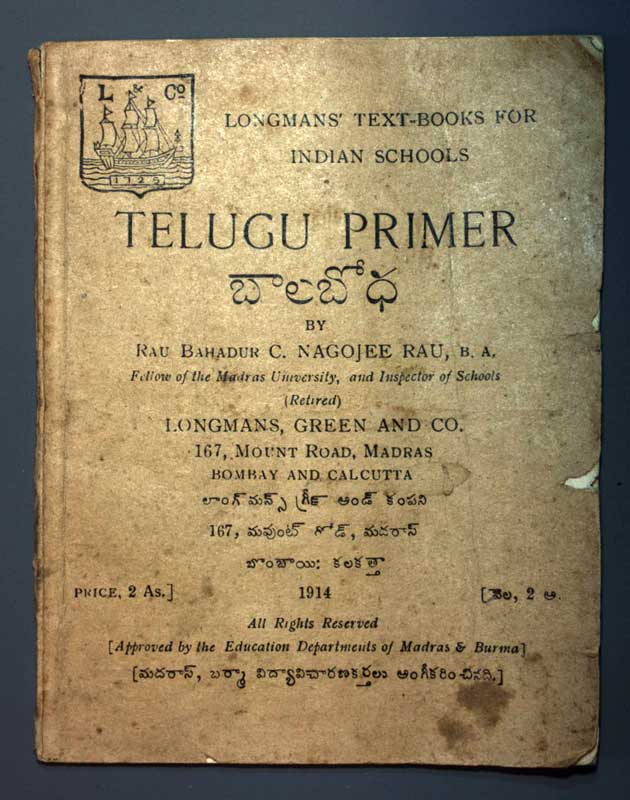 L & Co
1725
LONGMANS' TEXT-BOOKS FOR
INDIAN SCHOOLS
TELUGU PRIMER
బాలబోధ
BY
RAU BAHADUR C. NAGOJEE RAU, B. A.
Fellow of the Madras University, and Inspector of Schools
(Retired)
LONGMANS, GREEN AND CO.
167, MOUNT ROAD, MADRAS
BOMBAY AND CALCUTTA
లాంగ్‌మన్స్ గ్రీన్ అండ్ కంపని
167, మవుంట్ రోడ్, మదరాస్
బొంబాయి: కలకత్తా
PRICE, 2 As.] 1914 [వెల, 2 అ.
All Rights Reserved
[Approved by the Education Departments of Madras & Burma]
[మదరాస్, బర్మా విద్యావిచారణకర్తలు అంగీకరించినది.]